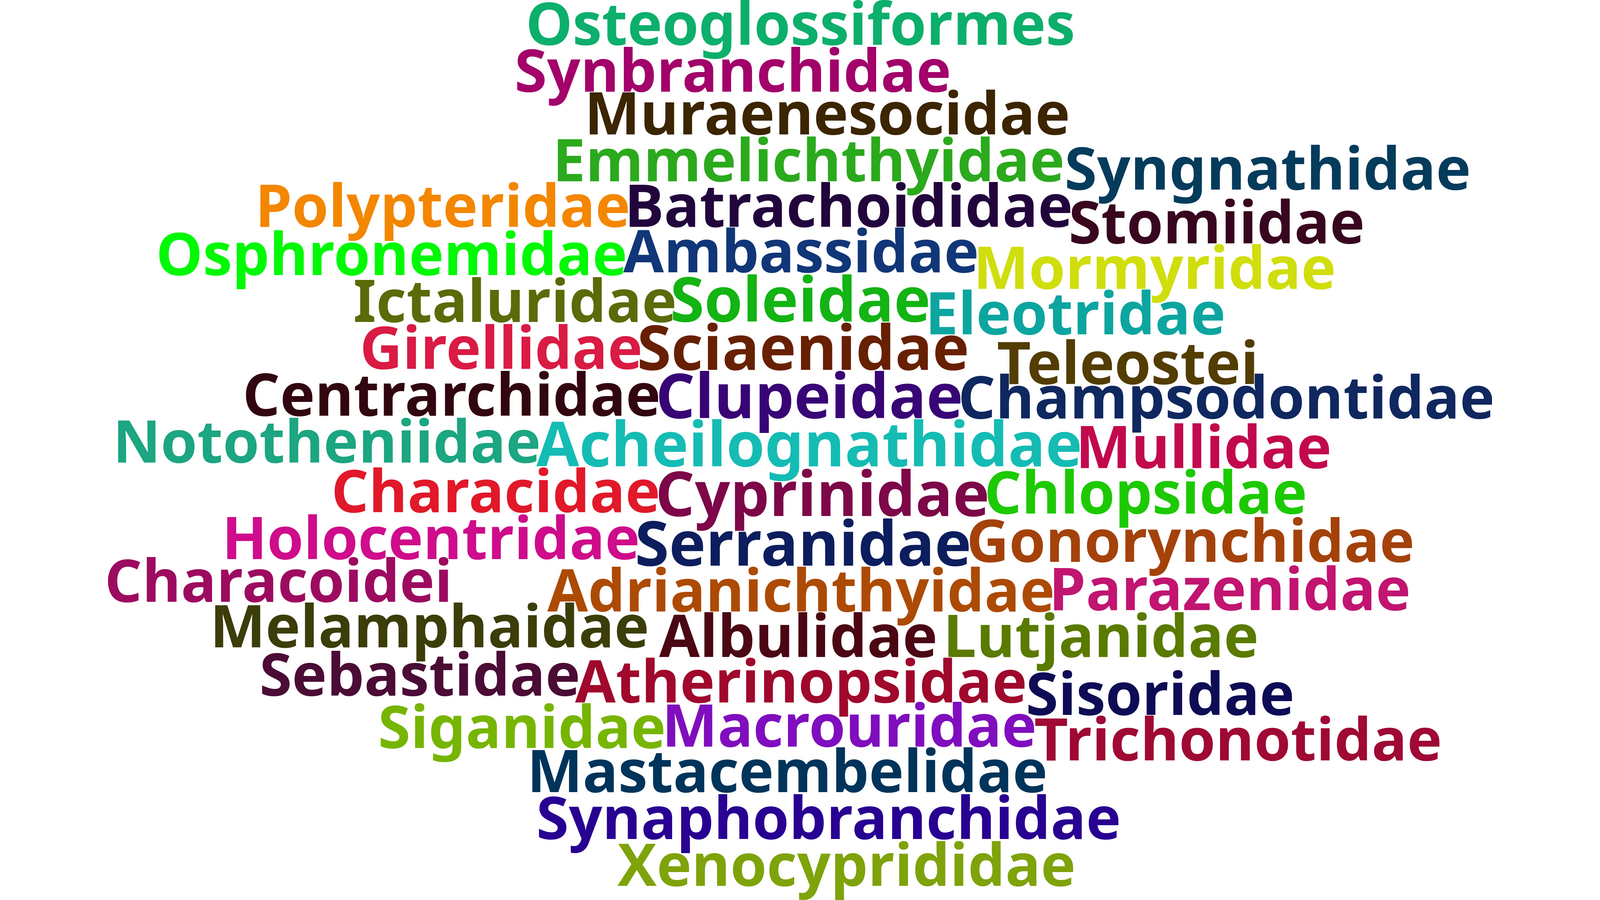 Osteoglossiformes
Synbranchidae
Muraenesocidae
Emmelichthyidae Syngnathidae
Polypteridae Batrachoididae Stomiidae
Osphronemidae Ambassidae Mormyridae
Ictaluridae Soleidae Eleotridae
Girellidae Sciaenidae Teleostei
Centrarchidae Clupeidae Champsodontidae
Nototheniidae Acheilognathidae Mullidae
Characidae Cyprinidae Chlopsidae
Holocentridae Serranidae Gonorynchidae
Characoidei Adrianichthyidae Parazenidae
Melamphaidae Albulidae Lutjanidae
Sebastidae Atherinopsidae Sisoridae
Siganidae Macrouridae Trichonotidae
Mastacembelidae
Synaphobranchidae
Xenocyprididae